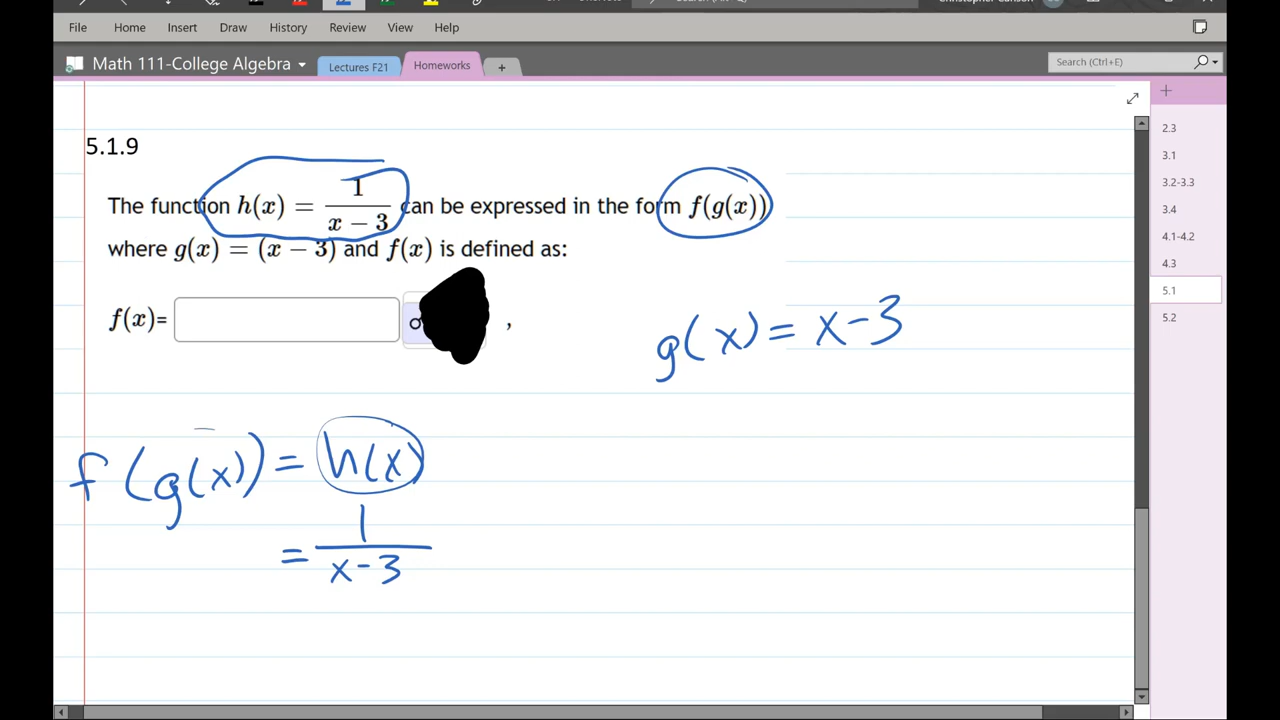 File Home Insert Draw History Review View Help
Math 111-College Algebra Lectures F21 Homeworks + Search (Ctrl+E)
+
2.3
3.1
3.2-3.3
3.4
4.1-4.2
4.3
5.1
5.2
5.1.9
The function h(x) = 1/(x − 3) can be expressed in the form f(g(x))
where g(x) = (x − 3) and f(x) is defined as:
f(x)= ,
g(x) = x-3
f(g(x)) = h(x)
= 1/(x-3)